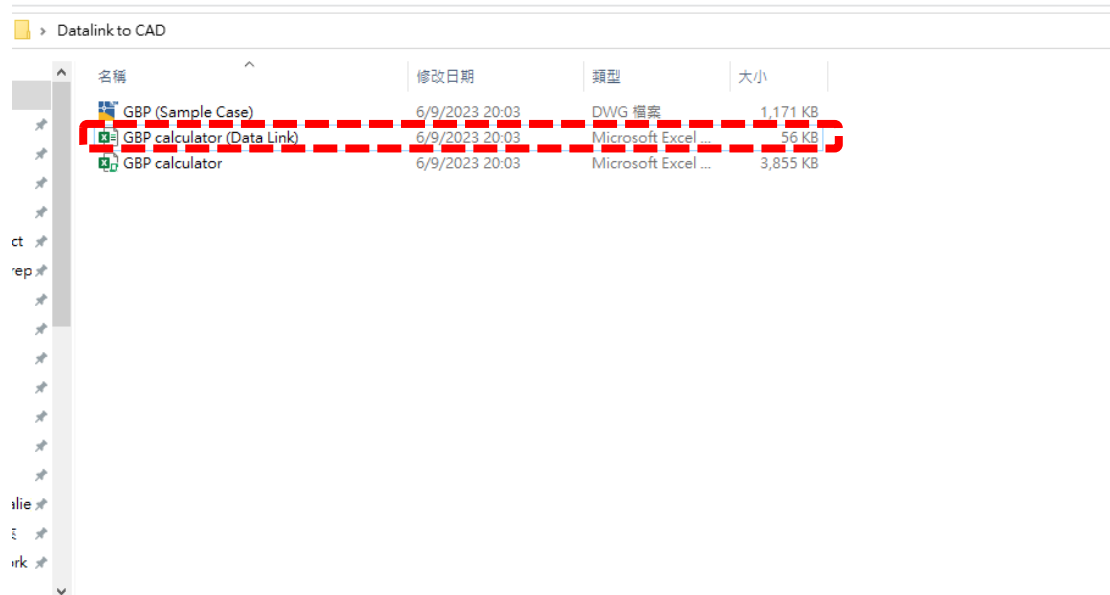 › Datalink to CAD
名稱 修改日期 類型 大小
GBP (Sample Case) 6/9/2023 20:03 DWG 檔案 1,171 KB
GBP calculator (Data Link) 6/9/2023 20:03 Microsoft Excel ... 56 KB
GBP calculator 6/9/2023 20:03 Microsoft Excel ... 3,855 KB
ct
rep
alie
ork